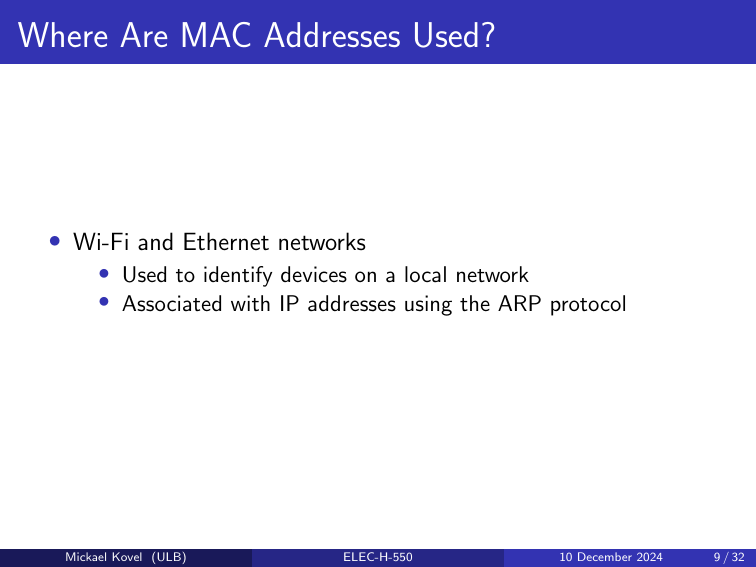 Where Are MAC Addresses Used?
• Wi-Fi and Ethernet networks
• Used to identify devices on a local network
• Associated with IP addresses using the ARP protocol
Mickael Kovel (ULB) ELEC-H-550 10 December 2024 9 / 32